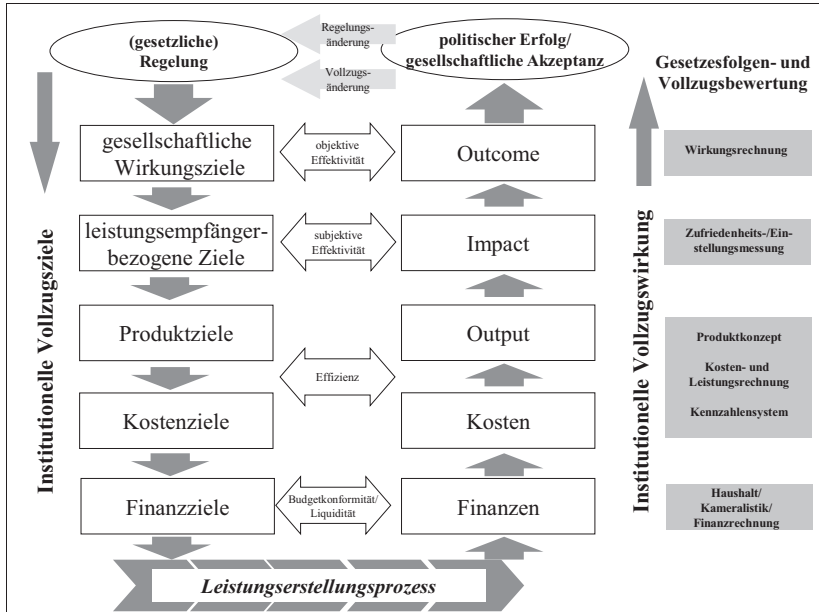 (gesetzliche)
Regelung
Regelungs-
änderung
Vollzugs-
änderung
politischer Erfolg/
gesellschaftliche Akzeptanz
Gesetzesfolgen- und
Vollzugsbewertung
Institutionelle Vollzugsziele
gesellschaftliche
Wirkungsziele
objektive
Effektivität
Outcome
Wirkungsrechnung
leistungsempfänger-
bezogene Ziele
subjektive
Effektivität
Impact
Zufriedenheits-/Ein-
stellungsmessung
Produktziele
Effizienz
Output
Produktkonzept
Kosten- und
Leistungsrechnung
Kennzahlensystem
Kostenziele
Kosten
Institutionelle Vollzugswirkung
Finanzziele
Budgetkonformität/
Liquidität
Finanzen
Haushalt/
Kameralistik/
Finanzrechnung
Leistungserstellungsprozess